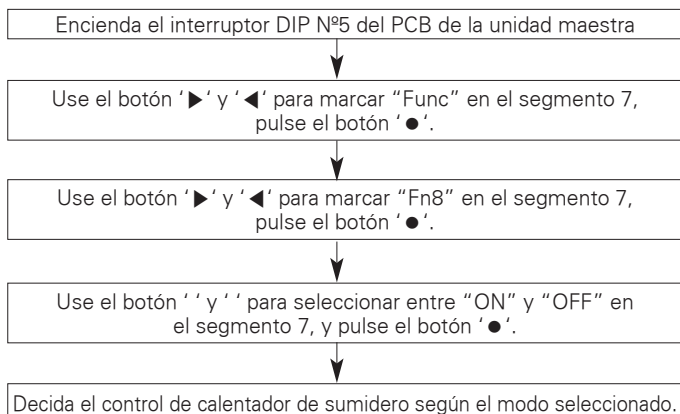 Encienda el interruptor DIP Nº5 del PCB de la unidad maestra
Use el botón ‘▶‘ y ‘◀‘ para marcar “Func” en el segmento 7,
pulse el botón ‘●‘.
Use el botón ‘▶‘ y ‘◀‘ para marcar “Fn8” en el segmento 7,
pulse el botón ‘●‘.
Use el botón ‘ ‘ y ‘ ‘ para seleccionar entre “ON” y “OFF” en
el segmento 7, y pulse el botón ‘●‘.
Decida el control de calentador de sumidero según el modo seleccionado.